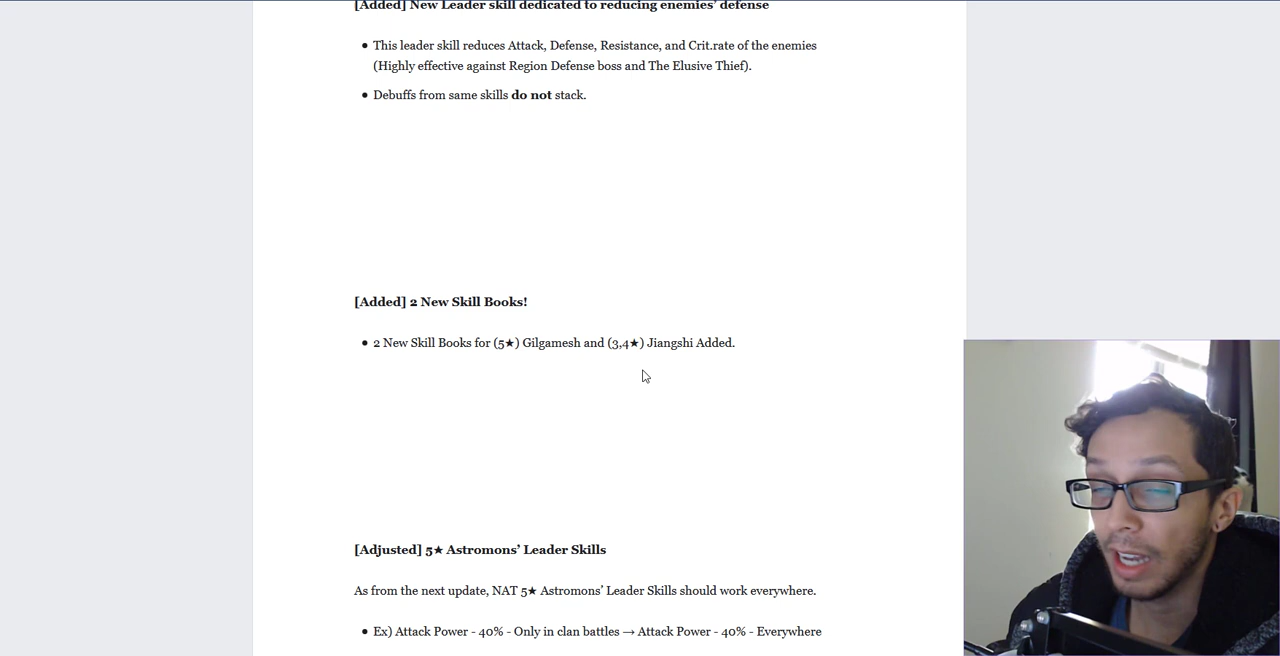 [Added] New Leader skill dedicated to reducing enemies' defense
• This leader skill reduces Attack, Defense, Resistance, and Crit.rate of the enemies
(Highly effective against Region Defense boss and The Elusive Thief).
• Debuffs from same skills do not stack.
[Added] 2 New Skill Books!
• 2 New Skill Books for (5★) Gilgamesh and (3,4★) Jiangshi Added.
[Adjusted] 5★ Astromons' Leader Skills
As from the next update, NAT 5★ Astromons' Leader Skills should work everywhere.
• Ex) Attack Power - 40% - Only in clan battles → Attack Power - 40% - Everywhere